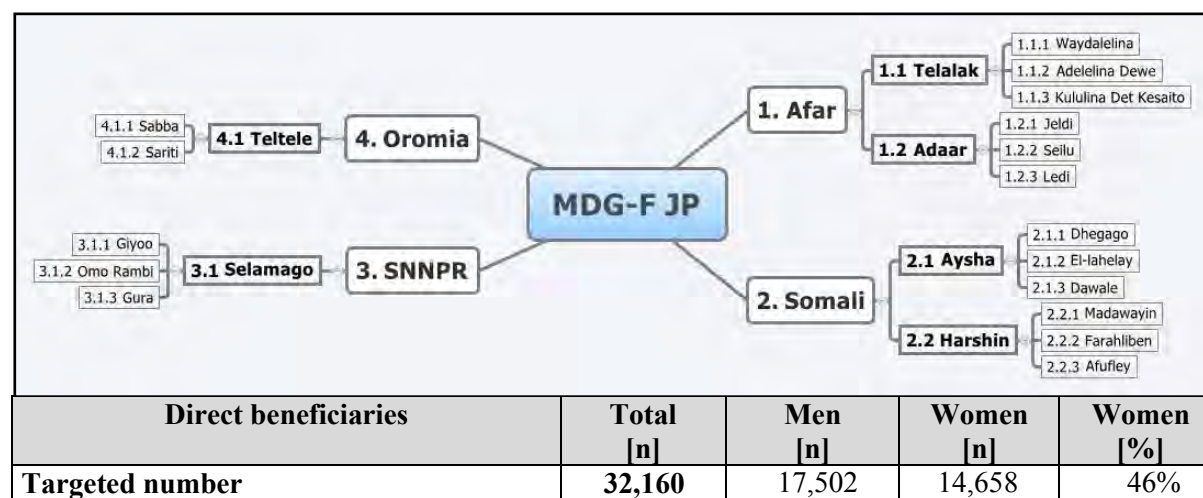 MDG-F JP
1. Afar
1.1 Telalak
1.1.1 Waydalelina
1.1.2 Adelelina Dewe
1.1.3 Kululina Det Kesaito
1.2 Adaar
1.2.1 Jeldi
1.2.2 Seilu
1.2.3 Ledi
2. Somali
2.1 Aysha
2.1.1 Dhegago
2.1.2 El-lahelay
2.1.3 Dawale
2.2 Harshin
2.2.1 Madawayin
2.2.2 Farahliben
2.2.3 Afufley
3. SNNPR
3.1 Selamago
3.1.1 Giyoo
3.1.2 Omo Rambi
3.1.3 Gura
4. Oromia
4.1 Teltele
4.1.1 Sabba
4.1.2 Sariti
Direct beneficiaries Total Men Women Women
[n] [n] [n] [%]
Targeted number 32,160 17,502 14,658 46%